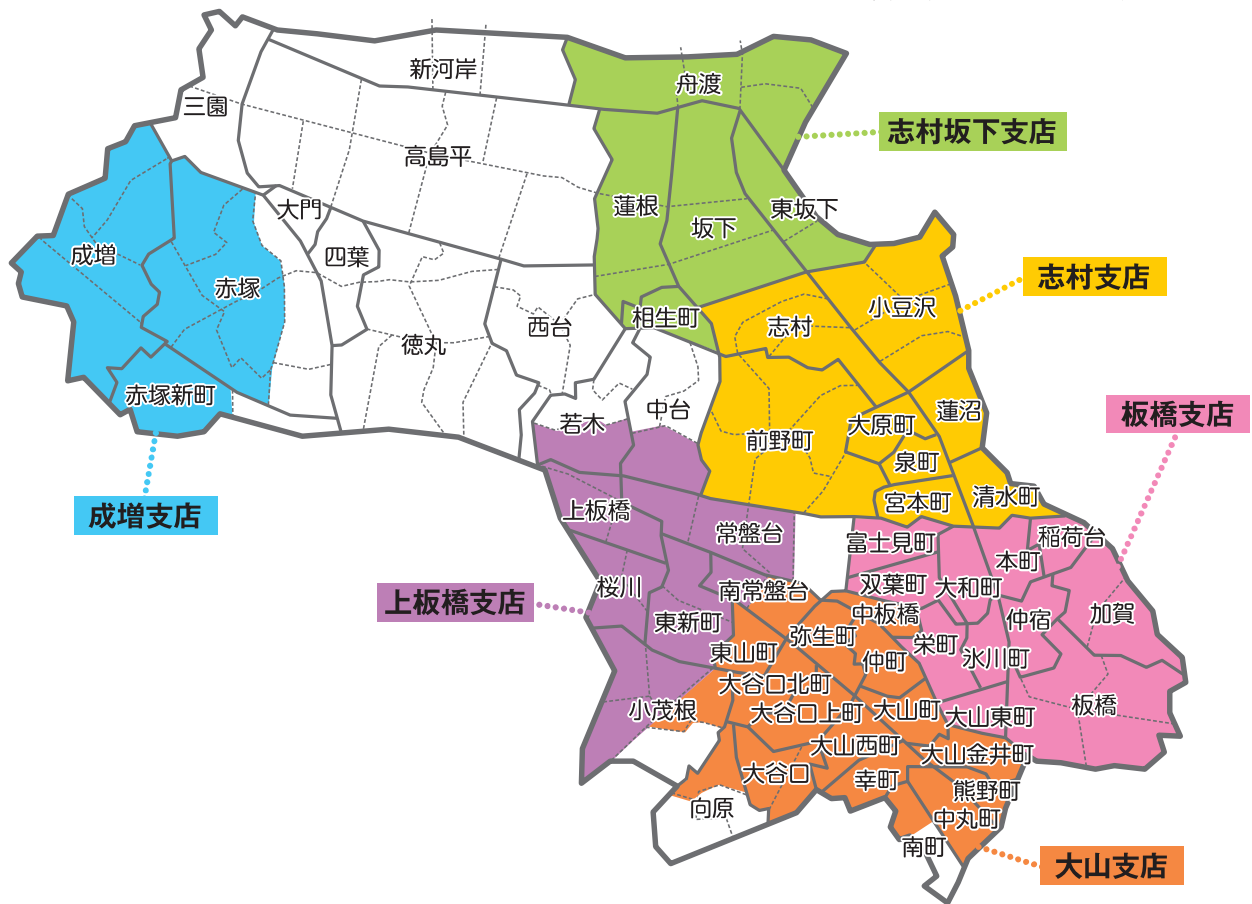 新河岸
舟渡
三園
志村坂下支店
高島平
大門
蓮根
東坂下
坂下
成増
四葉
赤塚
志村支店
小豆沢
相生町
西台
志村
徳丸
赤塚新町
中台
蓮沼
若木
大原町
板橋支店
前野町
泉町
宮本町
清水町
成増支店
上板橋
常盤台
富士見町
稲荷台
本町
桜川
南常盤台
双葉町
大和町
上板橋支店
中板橋
仲宿
加賀
東新町
弥生町
栄町
東山町
仲町
氷川町
大谷口北町
小茂根
大谷口上町
大山町
大山東町
板橋
大山西町
大山金井町
大谷口
幸町
熊野町
向原
中丸町
南町
大山支店